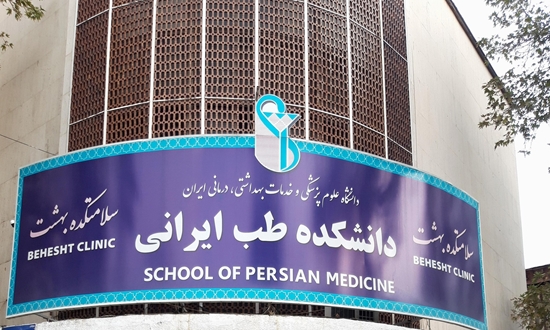 دانشگاه علوم پزشکی و خدمات بهداشتی، درمانی ایران
سلامتکده بهشت
BEHESHT CLINIC
دانشکده طب ایرانی
SCHOOL OF PERSIAN MEDICINE
سلامتکده بهشت
BEHESHT CLINIC